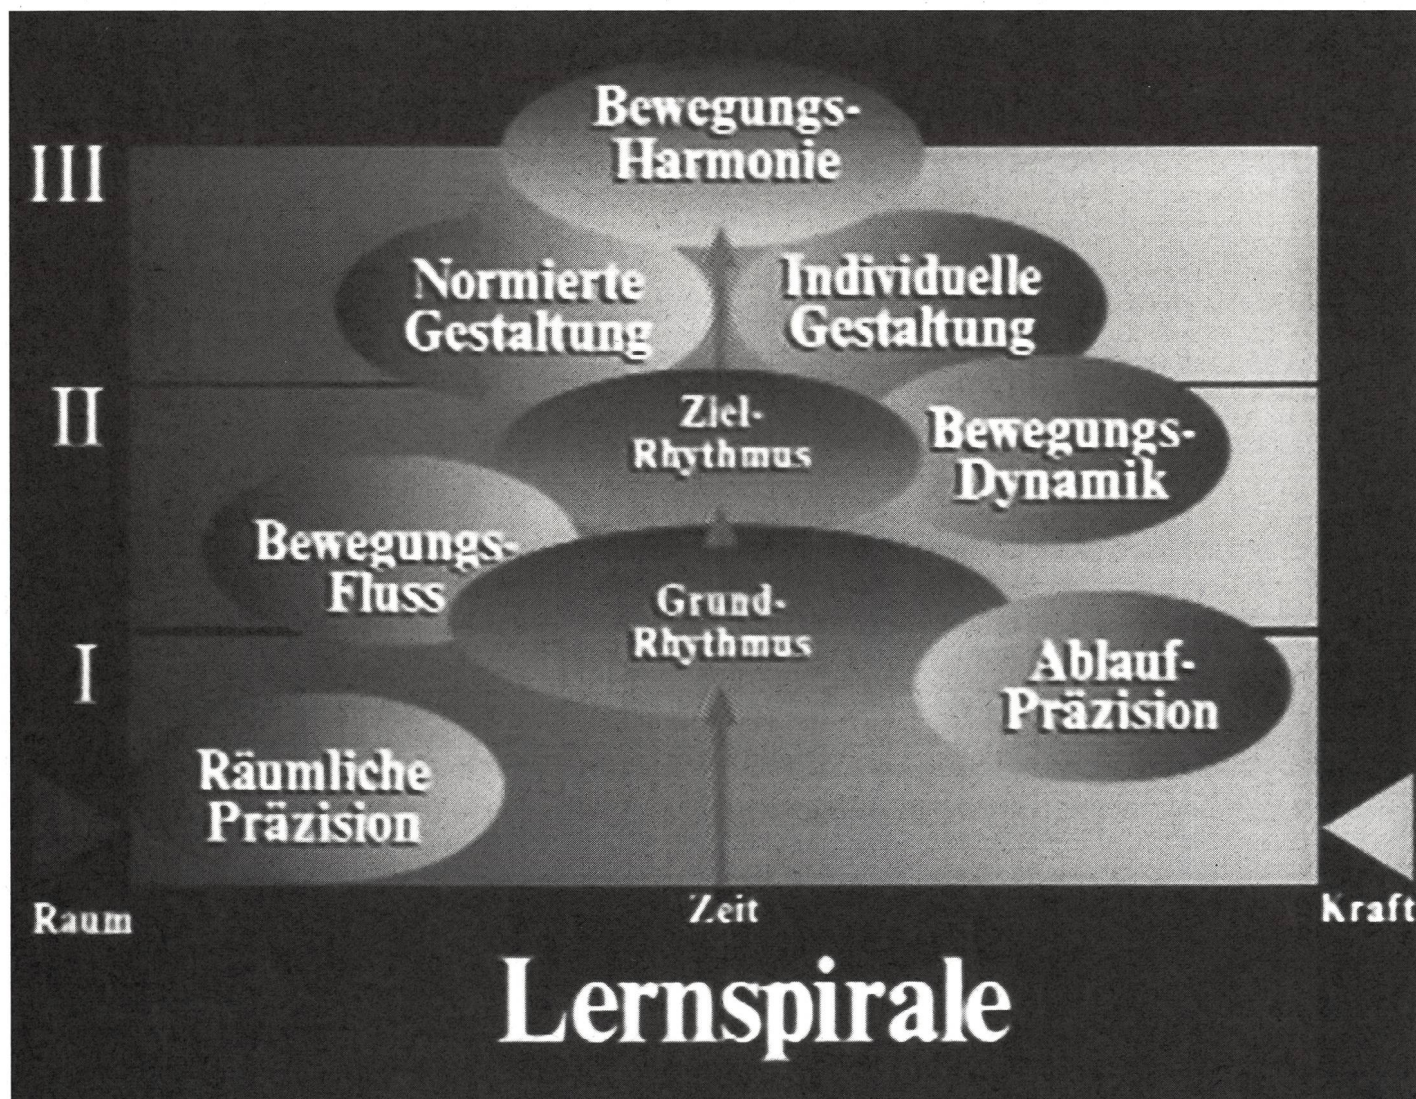 Bewegungs-
Harmonie
III
Normierte
Gestaltung
Individuelle
Gestaltung
II
Ziel-
Rhythmus
Bewegungs-
Dynamik
Bewegungs-
Fluss
Grund-
Rhythmus
I
Ablauf-
Präzision
Räumliche
Präzision
Raum
Zeit
Kraft
Lernspirale